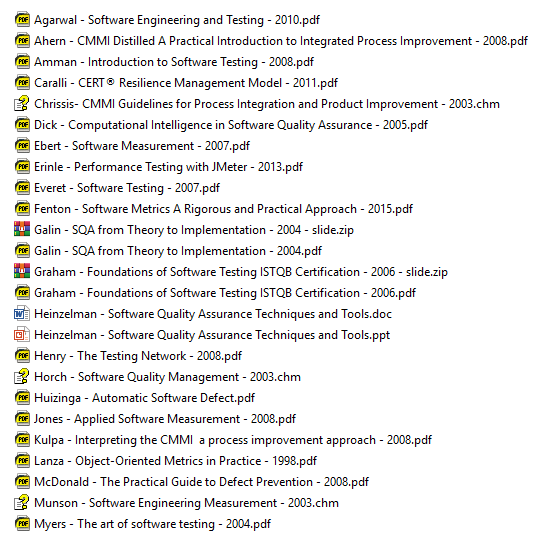 Agarwal - Software Engineering and Testing - 2010.pdf
Ahern - CMMI Distilled A Practical Introduction to Integrated Process Improvement - 2008.pdf
Amman - Introduction to Software Testing - 2008.pdf
Caralli - CERT® Resilience Management Model - 2011.pdf
Chrissis- CMMI Guidelines for Process Integration and Product Improvement - 2003.chm
Dick - Computational Intelligence in Software Quality Assurance - 2005.pdf
Ebert - Software Measurement - 2007.pdf
Erinle - Performance Testing with JMeter - 2013.pdf
Everet - Software Testing - 2007.pdf
Fenton - Software Metrics A Rigorous and Practical Approach - 2015.pdf
Galin - SQA from Theory to Implementation - 2004 - slide.zip
Galin - SQA from Theory to Implementation - 2004.pdf
Graham - Foundations of Software Testing ISTQB Certification - 2006 - slide.zip
Graham - Foundations of Software Testing ISTQB Certification - 2006.pdf
Heinzelman - Software Quality Assurance Techniques and Tools.doc
Heinzelman - Software Quality Assurance Techniques and Tools.ppt
Henry - The Testing Network - 2008.pdf
Horch - Software Quality Management - 2003.chm
Huizinga - Automatic Software Defect.pdf
Jones - Applied Software Measurement - 2008.pdf
Kulpa - Interpreting the CMMI  a process improvement approach - 2008.pdf
Lanza - Object-Oriented Metrics in Practice - 1998.pdf
McDonald - The Practical Guide to Defect Prevention - 2008.pdf
Munson - Software Engineering Measurement - 2003.chm
Myers - The art of software testing - 2004.pdf